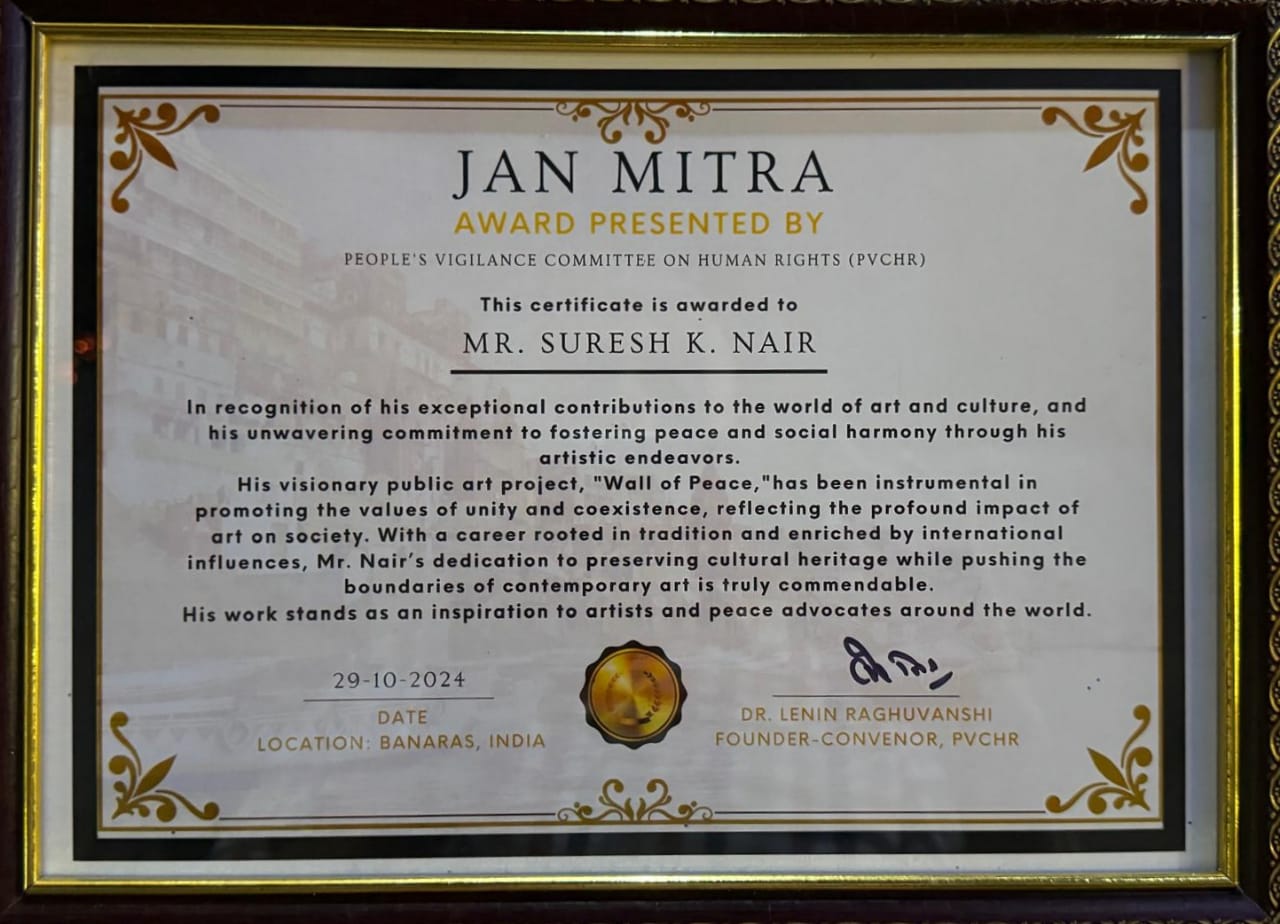 JAN MITRA
AWARD PRESENTED BY
PEOPLE'S VIGILANCE COMMITTEE ON HUMAN RIGHTS (PVCHR)
This certificate is awarded to
MR. SURESH K. NAIR
In recognition of his exceptional contributions to the world of art and culture, and
his unwavering commitment to fostering peace and social harmony through his
artistic endeavors.
His visionary public art project, "Wall of Peace,"has been instrumental in
promoting the values of unity and coexistence, reflecting the profound impact of
art on society. With a career rooted in tradition and enriched by international
influences, Mr. Nair's dedication to preserving cultural heritage while pushing the
boundaries of contemporary art is truly commendable.
His work stands as an inspiration to artists and peace advocates around the world.
29-10-2024
DATE
LOCATION: BANARAS, INDIA
DR. LENIN RAGHUVANSHI
FOUNDER-CONVENOR, PVCHR